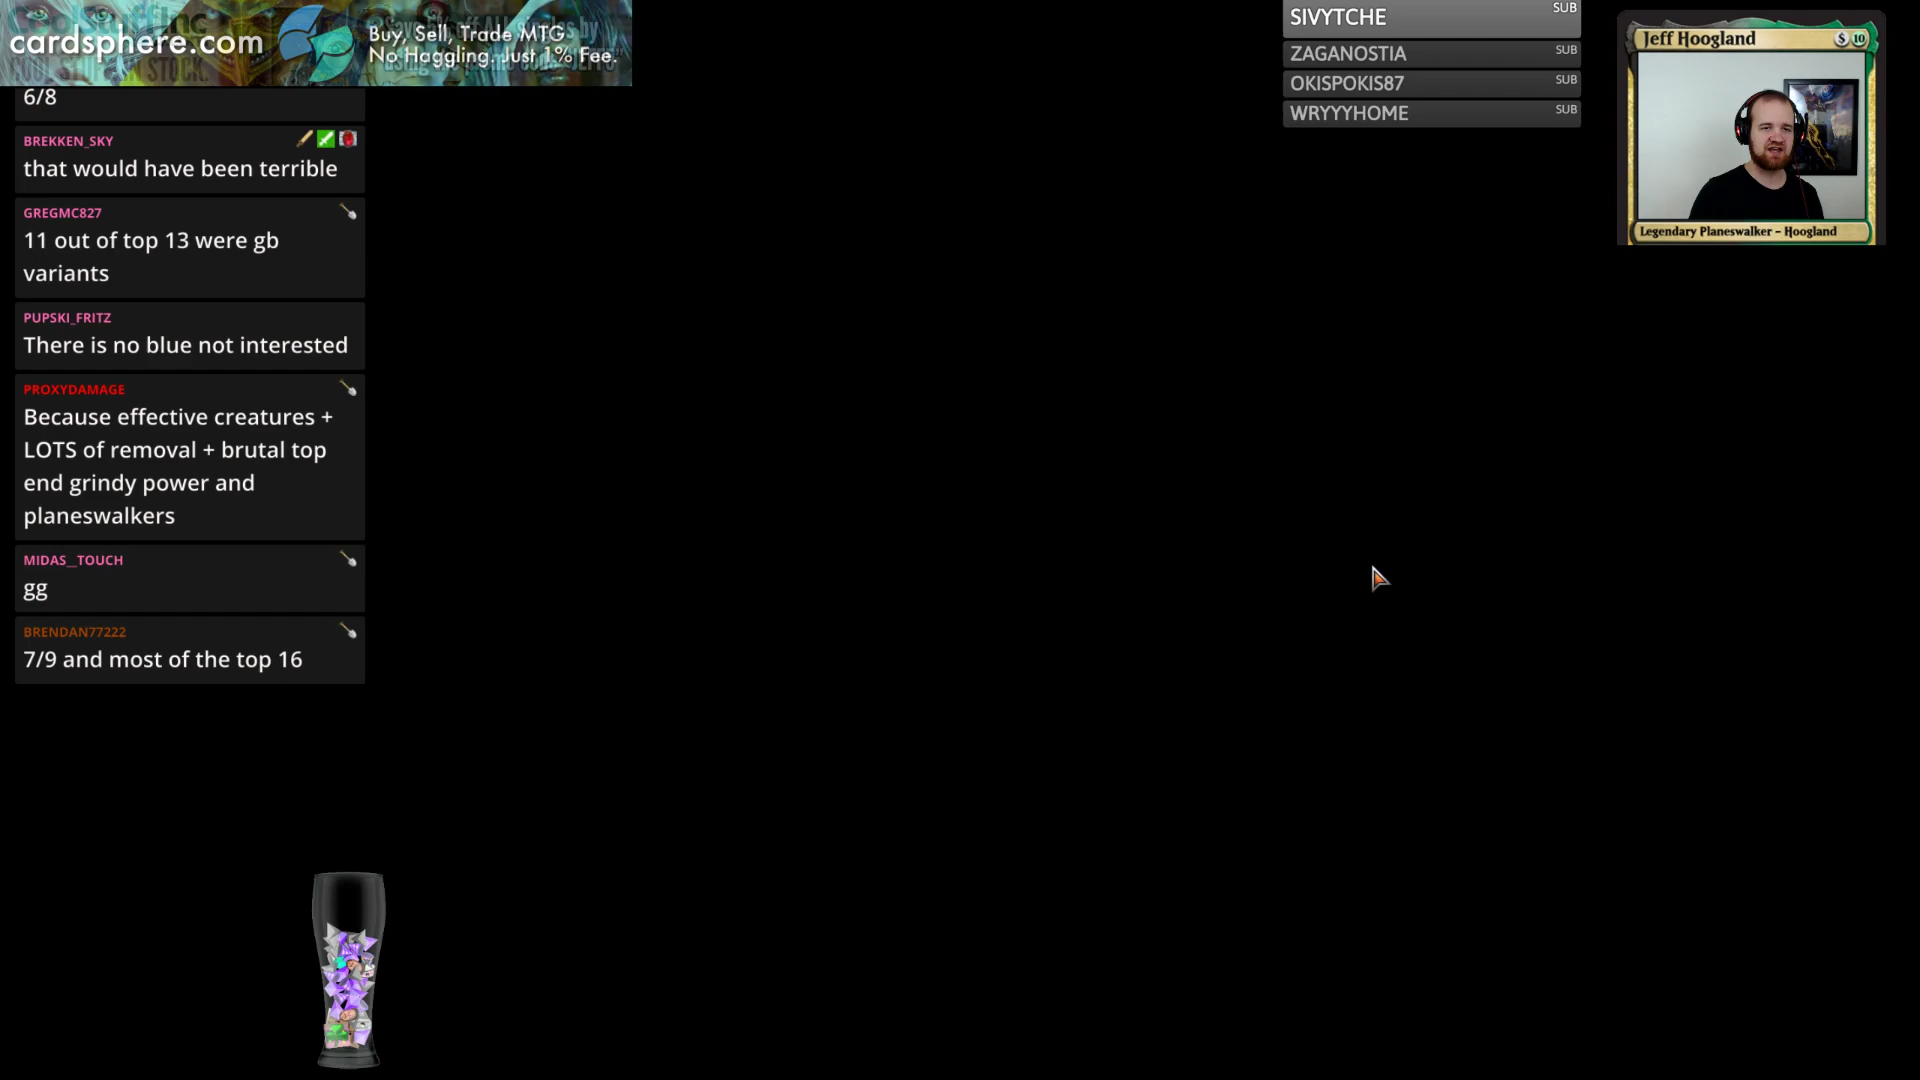 cardsphere.com
Buy, Sell, Trade MTG
No Haggling. Just 1% Fee.
6/8
BREKKEN_SKY
that would have been terrible
GREGMC827
11 out of top 13 were gb
variants
PUPSKI_FRITZ
There is no blue not interested
PROXYDAMAGE
Because effective creatures +
LOTS of removal + brutal top
end grindy power and
planeswalkers
MIDAS__TOUCH
gg
BRENDAN77222
7/9 and most of the top 16
SIVYTCHE SUB
ZAGANOSTIA SUB
OKISPOKIS87 SUB
WRYYYHOME SUB
Jeff Hoogland $ 10
Legendary Planeswalker – Hoogland